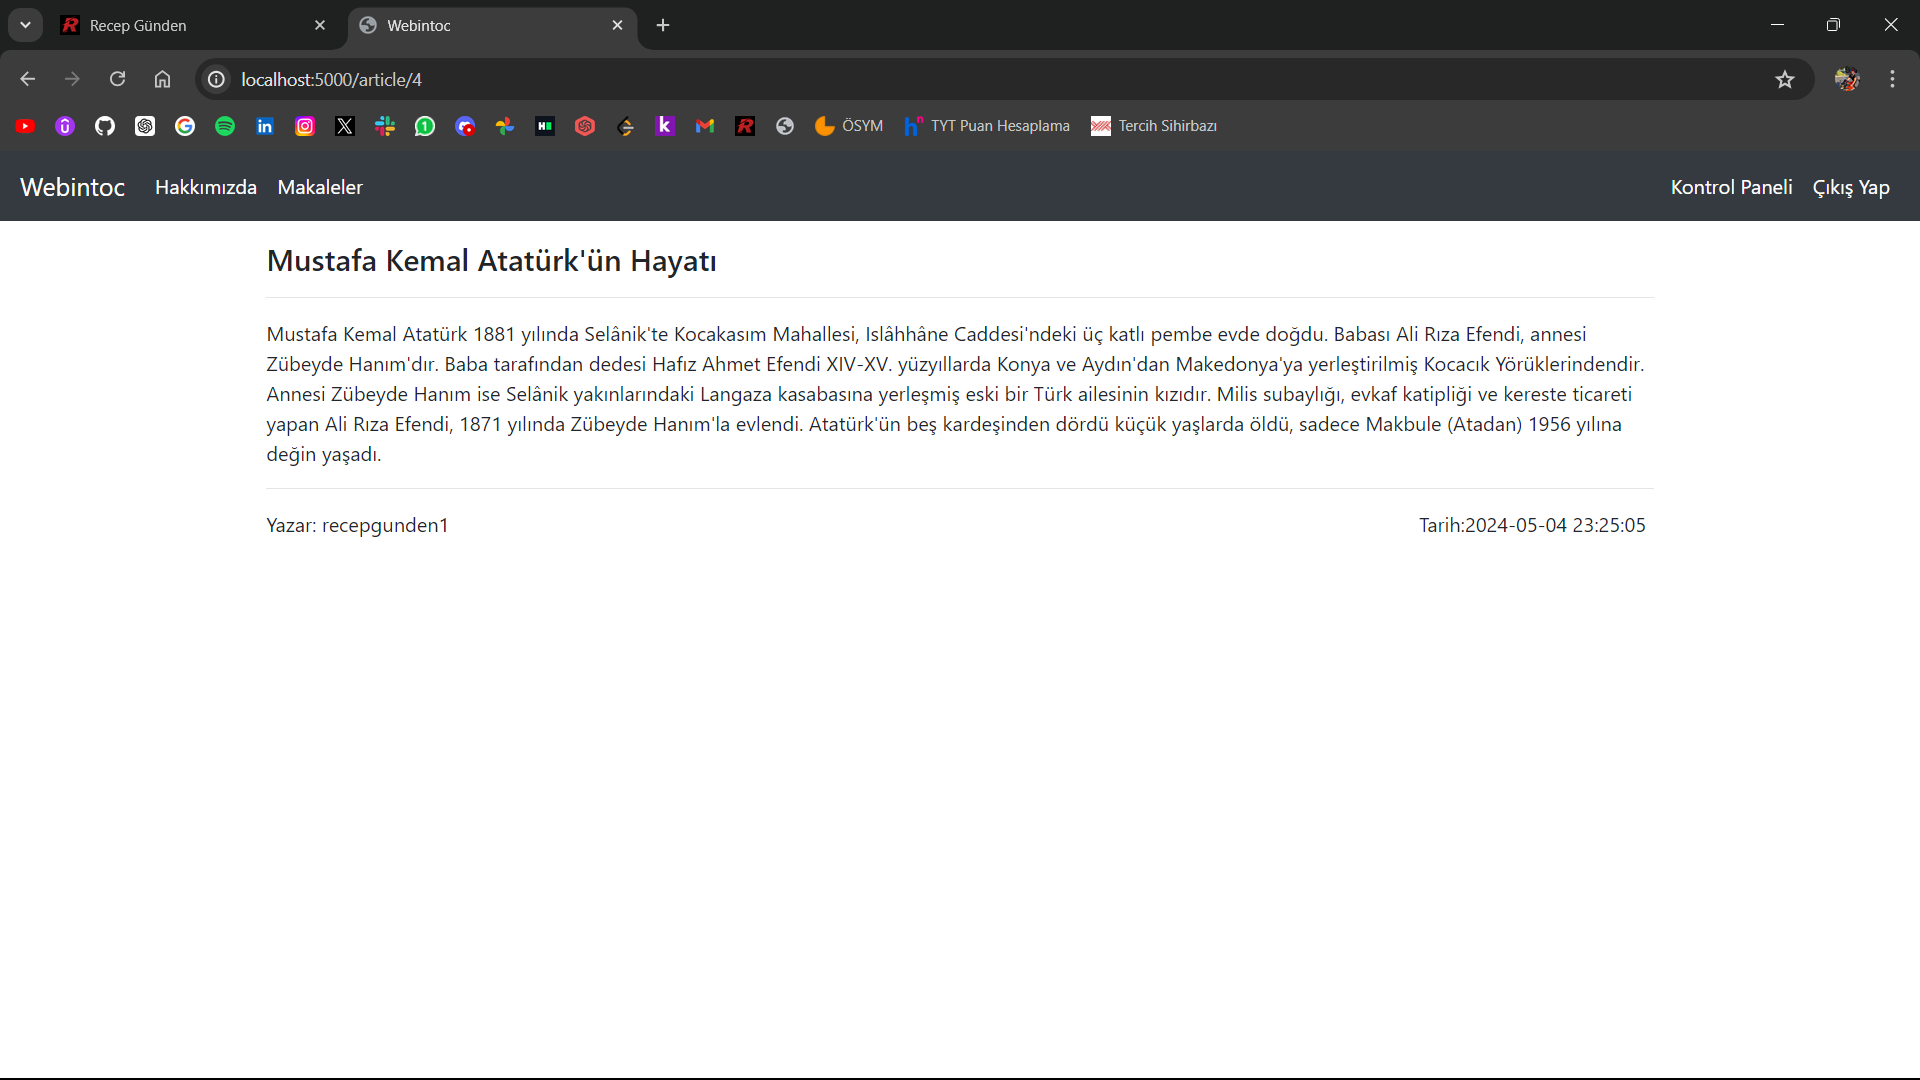 Recep Günden
Webintoc
localhost:5000/article/4
ÖSYM
TYT Puan Hesaplama
Tercih Sihirbazı
Webintoc Hakkımızda Makaleler Kontrol Paneli Çıkış Yap
Mustafa Kemal Atatürk'ün Hayatı
Mustafa Kemal Atatürk 1881 yılında Selânik'te Kocakasım Mahallesi, Islâhhâne Caddesi'ndeki üç katlı pembe evde doğdu. Babası Ali Rıza Efendi, annesi
Zübeyde Hanım'dır. Baba tarafından dedesi Hafız Ahmet Efendi XIV-XV. yüzyıllarda Konya ve Aydın'dan Makedonya'ya yerleştirilmiş Kocacık Yörüklerindendir.
Annesi Zübeyde Hanım ise Selânik yakınlarındaki Langaza kasabasına yerleşmiş eski bir Türk ailesinin kızıdır. Milis subaylığı, evkaf katipliği ve kereste ticareti
yapan Ali Rıza Efendi, 1871 yılında Zübeyde Hanım'la evlendi. Atatürk'ün beş kardeşinden dördü küçük yaşlarda öldü, sadece Makbule (Atadan) 1956 yılına
değin yaşadı.
Yazar: recepgunden1
Tarih:2024-05-04 23:25:05